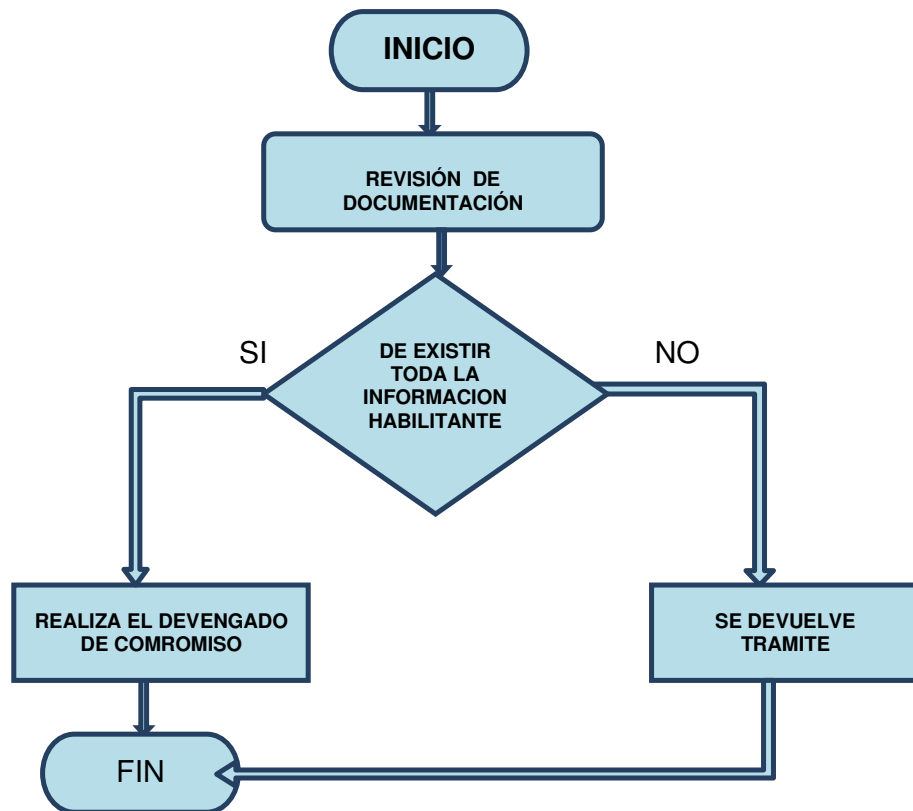 INICIO
REVISIÓN DE
DOCUMENTACIÓN
SI
NO
DE EXISTIR
TODA LA
INFORMACION
HABILITANTE
REALIZA EL DEVENGADO
DE COMPROMISO
SE DEVUELVE
TRAMITE
FIN